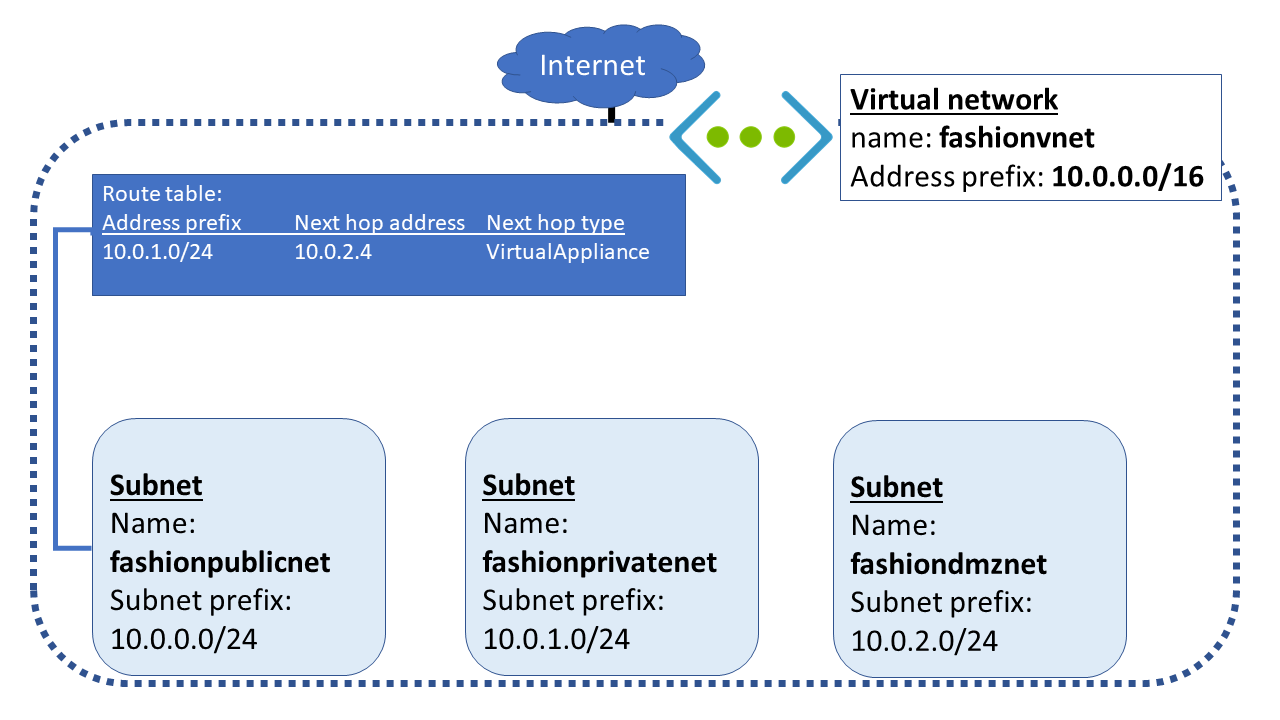 Internet
Virtual network
name: fashionvnet
Address prefix: 10.0.0.0/16
Route table:
Address prefix Next hop address Next hop type
10.0.1.0/24 10.0.2.4 VirtualAppliance
Subnet
Name:
fashionpublicnet
Subnet prefix:
10.0.0.0/24
Subnet
Name:
fashionprivatenet
Subnet prefix:
10.0.1.0/24
Subnet
Name:
fashiondmznet
Subnet prefix:
10.0.2.0/24